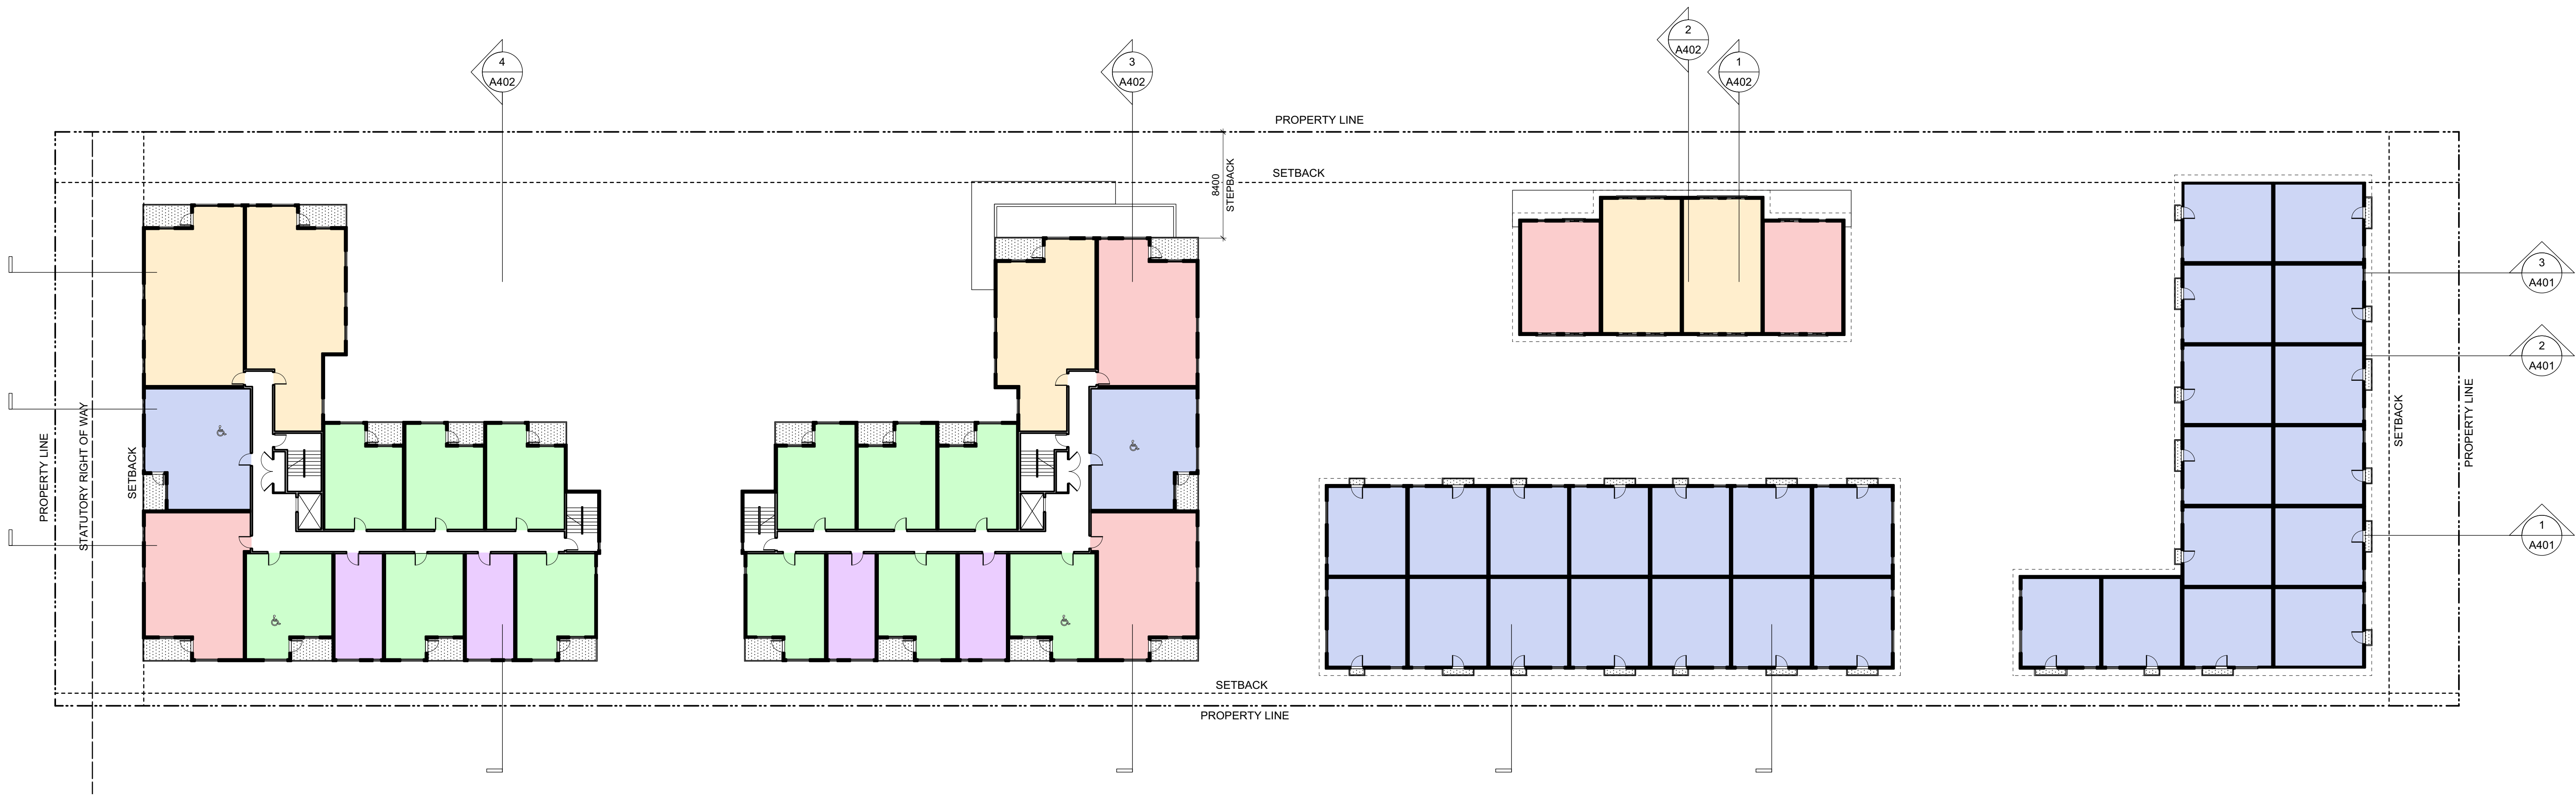 2
A402
4
A402
3
A402
1
A402
PROPERTY LINE
SETBACK
8400
STEPBACK
3
A401
2
A401
1
A401
PROPERTY LINE
STATUTORY RIGHT OF WAY
SETBACK
SETBACK
PROPERTY LINE
SETBACK
PROPERTY LINE